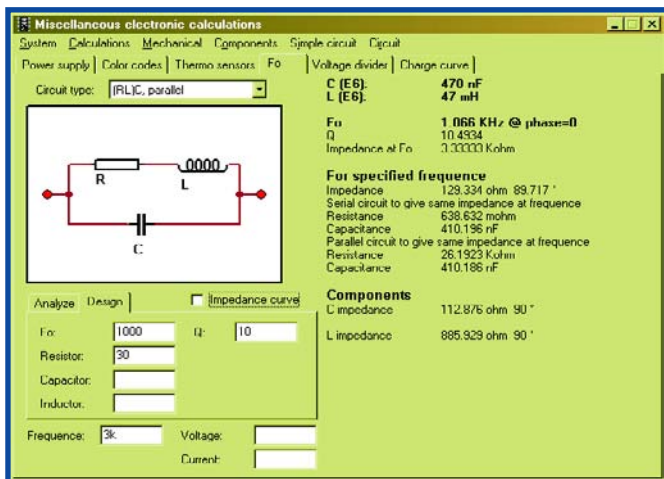 Miscellaneous electronic calculations
System Calculations Mechanical Components Simple circuit Circuit
Power supply Color codes Thermo sensors Fo Voltage divider Charge curve
Circuit type: (RL)C, parallel
R
L
C
Analyze Design Impedance curve
Fo: 1000 Q: 10
Resistor: 30
Capacitor:
Inductor:
Frequence: 3k Voltage:
Current:
C (E6): 470 nF
L (E6): 47 mH
Fo 1.066 KHz @ phase=0
Q 10.4934
Impedance at Fo 3.33333 Kohm
For specified frequency
Impedance 129.334 ohm 89.717 °
Serial circuit to give same impedance at frequency
Resistance 638.632 mohm
Capacitance 410.196 nF
Parallel circuit to give same impedance at frequency
Resistance 26.1923 Kohm
Capacitance 410.186 nF
Components
C impedance 112.876 ohm 90 °
L impedance 885.929 ohm 90 °